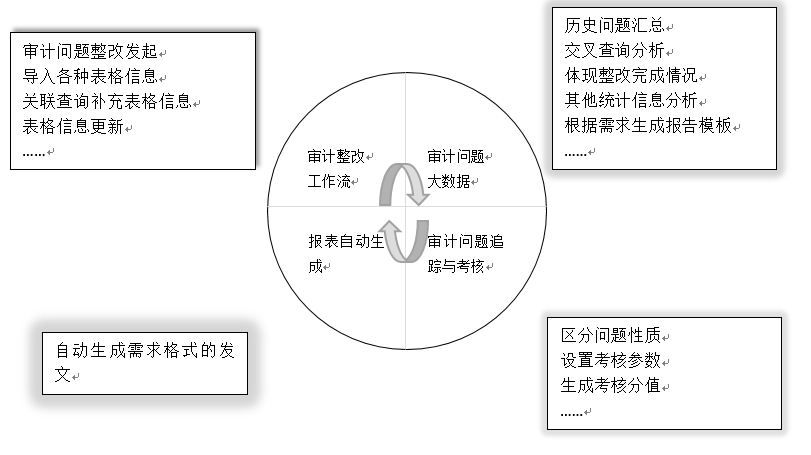 审计问题整改发起
导入各种表格信息
关联查询补充表格信息
表格信息更新
……
历史问题汇总
交叉查询分析
体现整改完成情况
其他统计信息分析
根据需求生成报告模板
……
审计整改
工作流
审计问题
大数据
报表自动生
成
审计问题追
踪与考核
自动生成需求格式的发
文
区分问题性质
设置考核参数
生成考核分值
……